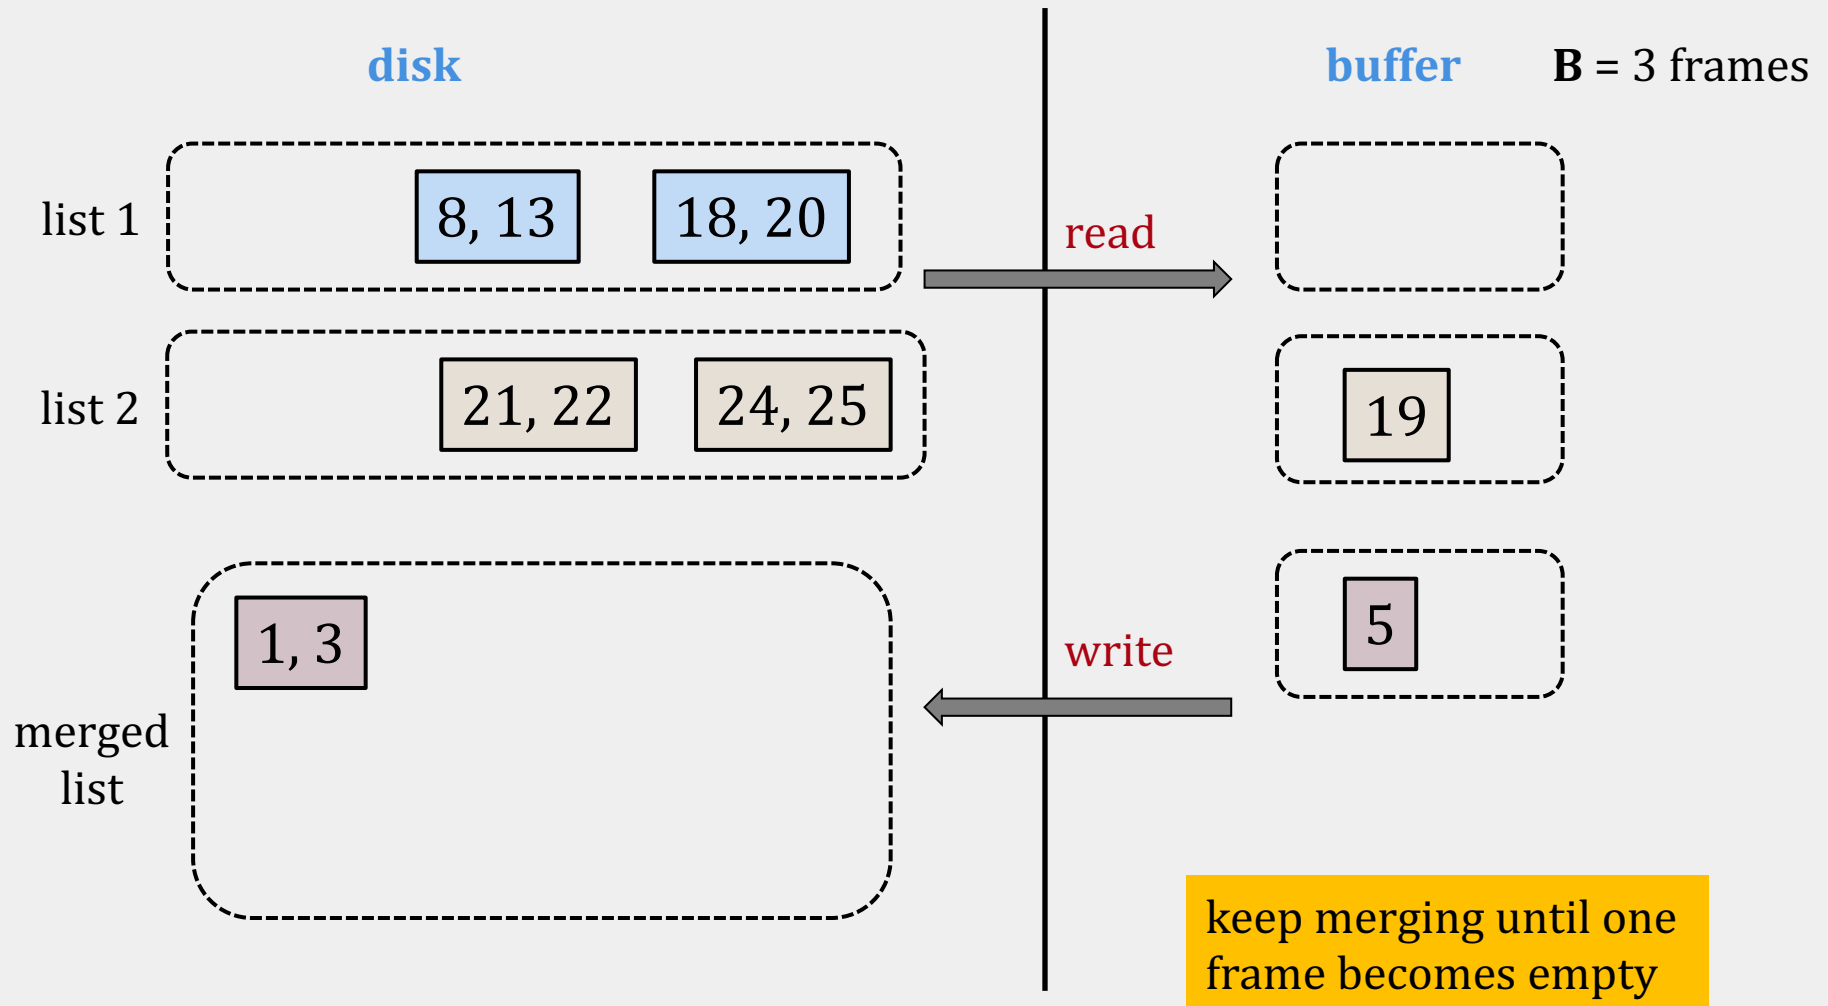 disk
buffer
B = 3 frames
list 1
8, 13
18, 20
read
list 2
21, 22
24, 25
19
1, 3
5
write
merged
list
keep merging until one
frame becomes empty